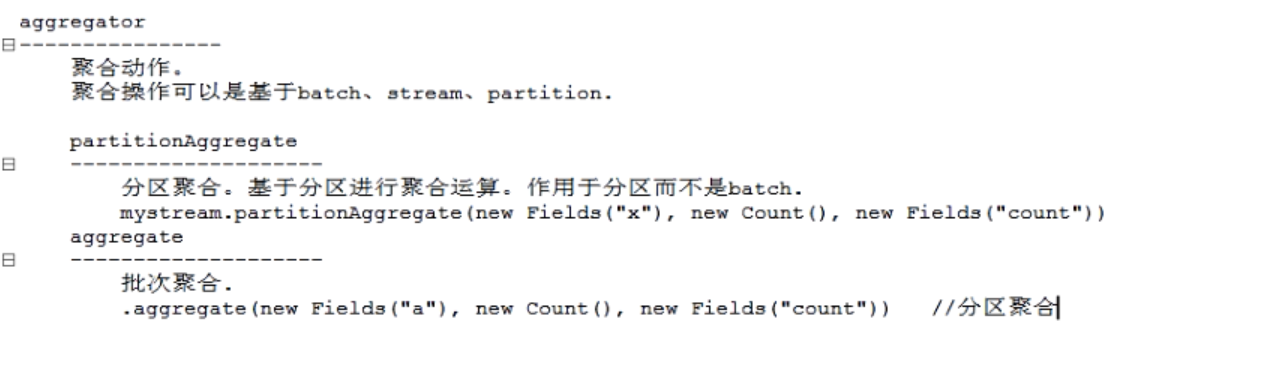 aggregator
----------------
聚合动作。
聚合操作可以是基于batch、stream、partition.
partitionAggregate
--------------------
分区聚合。基于分区进行聚合运算。作用于分区而不是batch.
mystream.partitionAggregate(new Fields("x"), new Count(), new Fields("count"))
aggregate
--------------------
批次聚合.
.aggregate(new Fields("a"), new Count(), new Fields("count")) //分区聚合